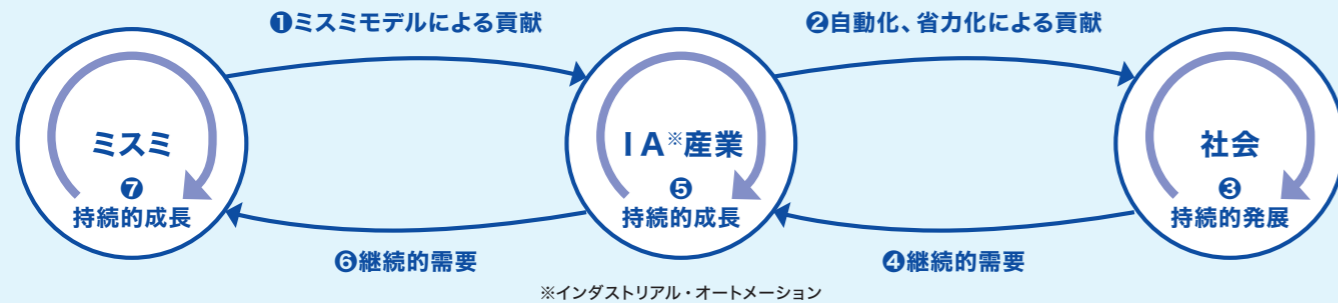 ❶ミスミモデルによる貢献
❷自動化、省力化による貢献
ミスミ
❼
持続的成長
IA※産業
❺
持続的成長
社会
❸
持続的発展
❻継続的需要
❹継続的需要
※インダストリアル・オートメーション